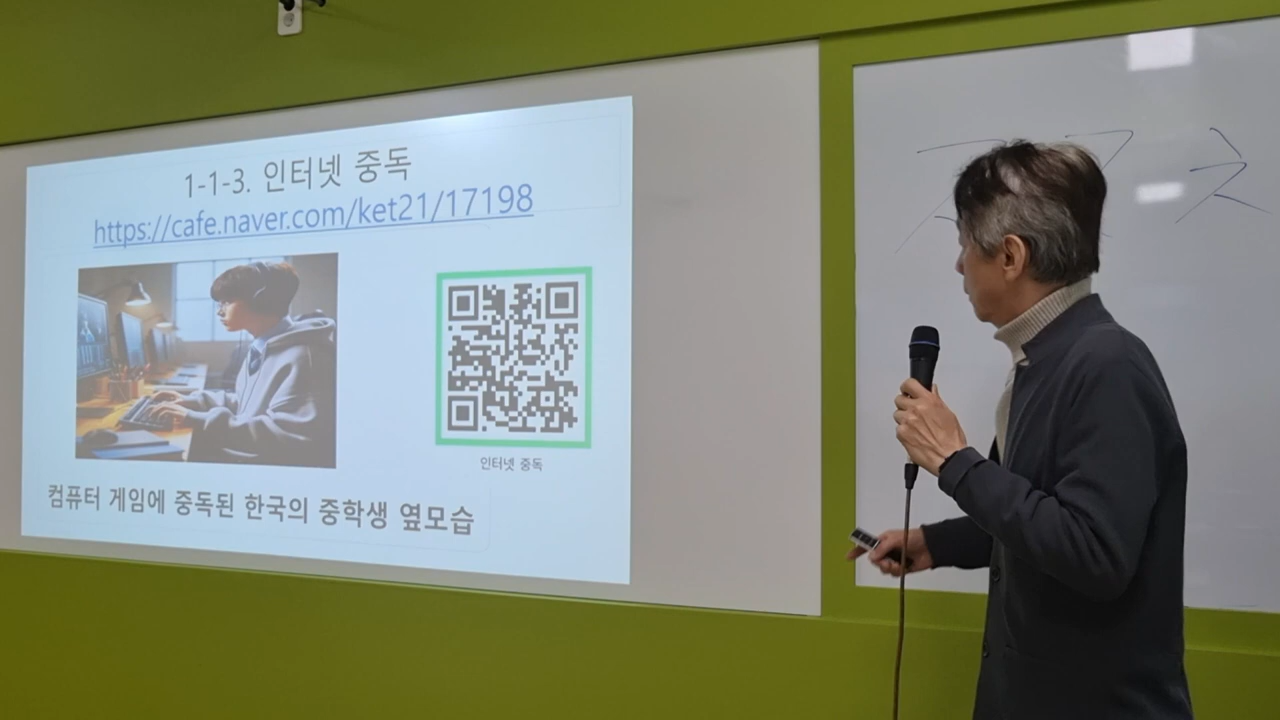 1-1-3. 인터넷 중독
https://cafe.naver.com/ket21/17198
인터넷 중독
컴퓨터 게임에 중독된 한국의 중학생 옆모습